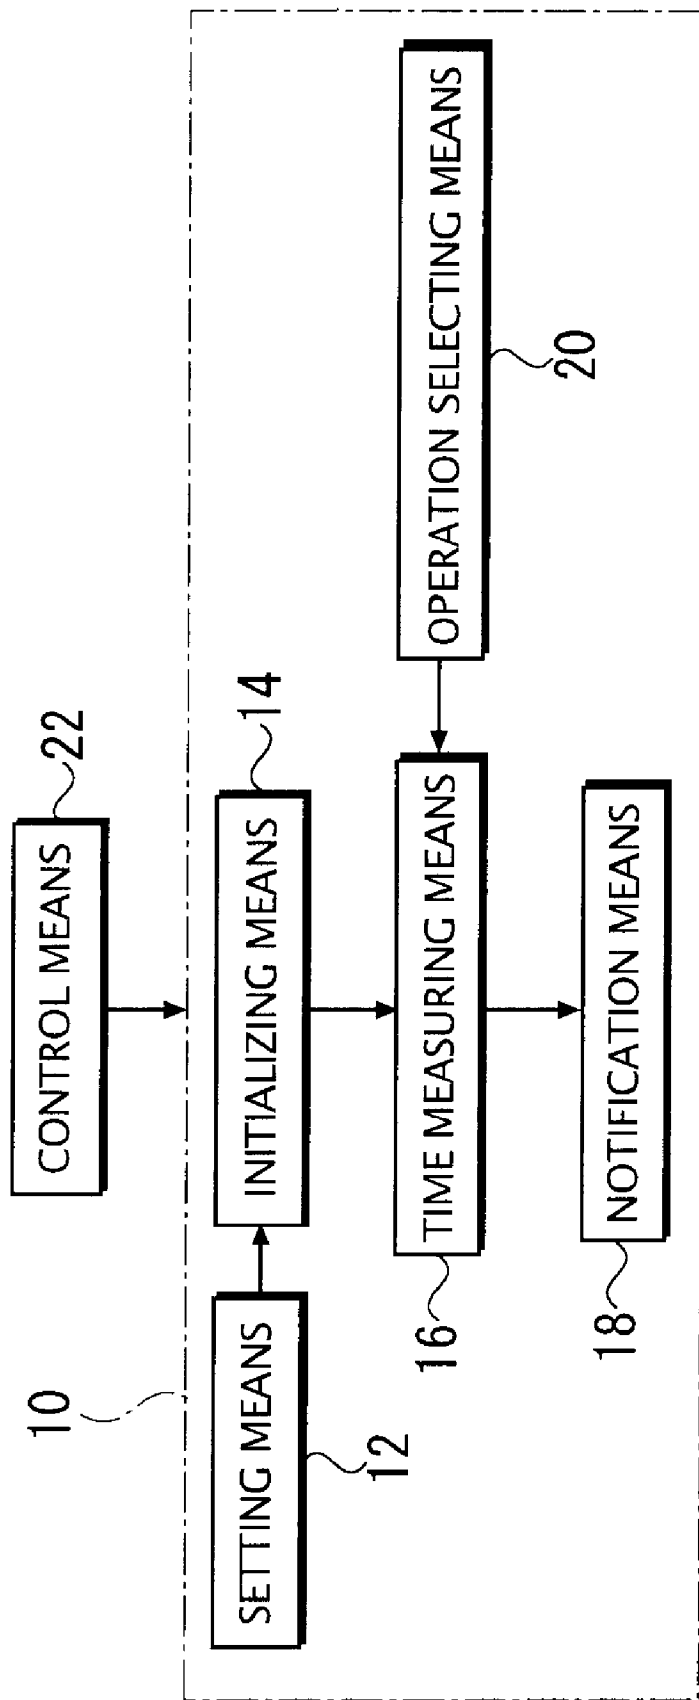 CONTROL MEANS
22
10
SETTING MEANS
12
INITIALIZING MEANS
14
TIME MEASURING MEANS
16
OPERATION SELECTING MEANS
20
NOTIFICATION MEANS
18